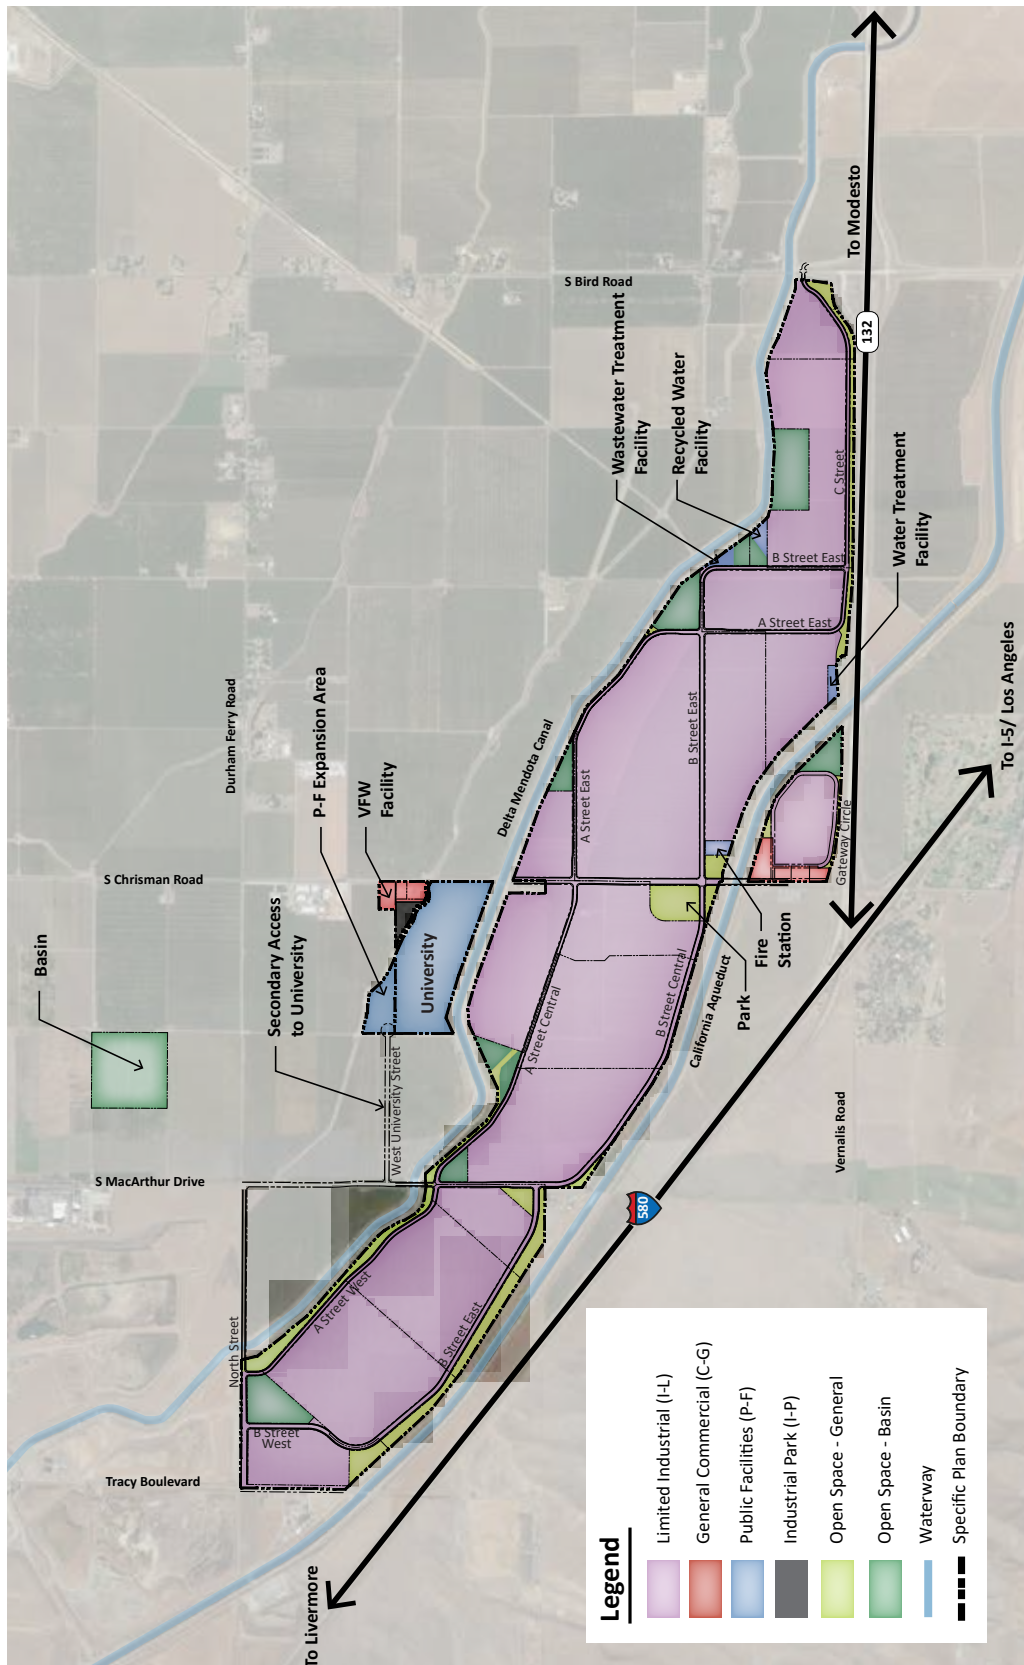 To Livermore
Tracy Boulevard
North Street
B Street
West
A Street West
B Street East
S MacArthur Drive
Basin
Secondary Access
to University
West University Street
580
Vernalis Road
A Street Central
B Street Central
California Aqueduct
University
P-F Expansion Area
VFW
Facility
S Chrisman Road
Durham Ferry Road
Delta Mendota Canal
Park
Fire
Station
Gateway Circle
A Street East
B Street East
To I-5/ Los Angeles
Water Treatment
Facility
A Street East
B Street East
C Street
Wastewater Treatment
Facility
Recycled Water
Facility
S Bird Road
132
To Modesto
Legend
Limited Industrial (I-L)
General Commercial (C-G)
Public Facilities (P-F)
Industrial Park (I-P)
Open Space - General
Open Space - Basin
Waterway
Specific Plan Boundary